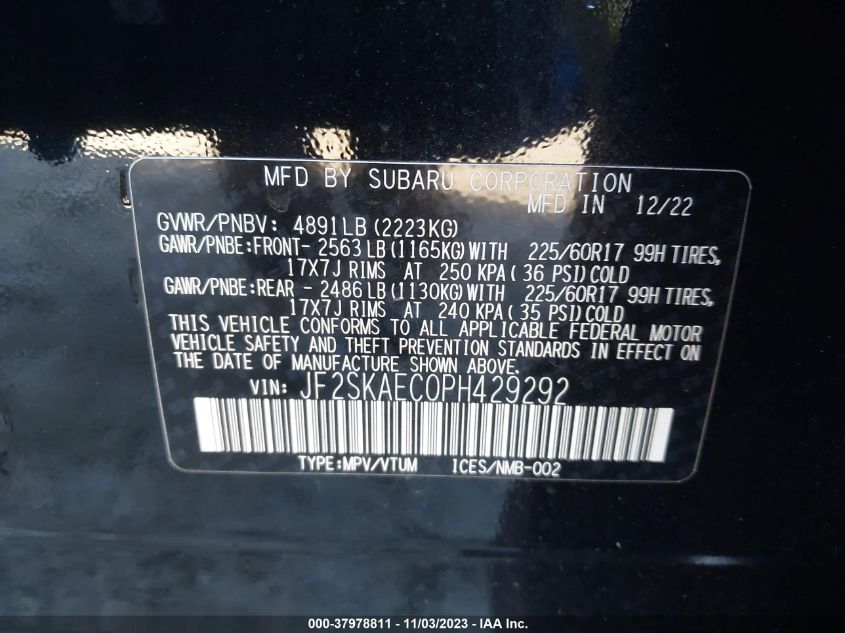 MFD BY SUBARU CORPORATION
MFD IN 12/22
GVWR/PNBV: 4891LB(2223KG)
GAWR/PNBE:FRONT- 2563LB(1165KG)WITH 225/60R17 99H TIRES,
17X7J RIMS AT 250 KPA( 36 PSI)COLD
GAWR/PNBE:REAR - 2486LB(1130KG)WITH 225/60R17 99H TIRES,
17X7J RIMS AT 240 KPA( 35 PSI)COLD
THIS VEHICLE CONFORMS TO ALL APPLICABLE FEDERAL MOTOR
VEHICLE SAFETY AND THEFT PREVENTION STANDARDS IN EFFECT ON
THE DATE OF MANUFACTURE SHOWN ABOVE.
VIN: JF2SKAEC0PH429292
TYPE:MPV/VTUM ICES/NMB-002
000-37978811 - 11/03/2023 - IAA Inc.